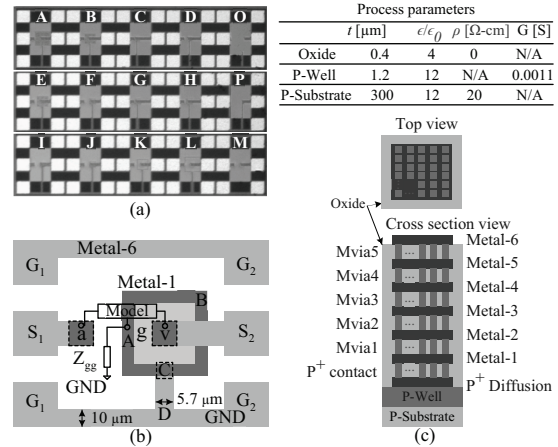 A B C D O
E F G H P
I J K L M
(a)
Process parameters
t [μm] ϵ/ϵ0 ρ [Ω-cm] G [S]
Oxide 0.4 4 0 N/A
P-Well 1.2 12 N/A 0.0011
P-Substrate 300 12 20 N/A
Top view
Oxide
Cross section view
Metal-6
Mvia5
Metal-5
Mvia4
Metal-4
Mvia3
Metal-3
Mvia2
Metal-2
Mvia1
Metal-1
P+ contact
P+ Diffusion
P-Well
P-Substrate
...
...
...
...
...
...
(c)
Metal-6
G1 G2
Metal-1
B
Model
S1 a A g v S2
Zgg
GND
C
G1 5.7 μm G2
10 μm D GND
(b)